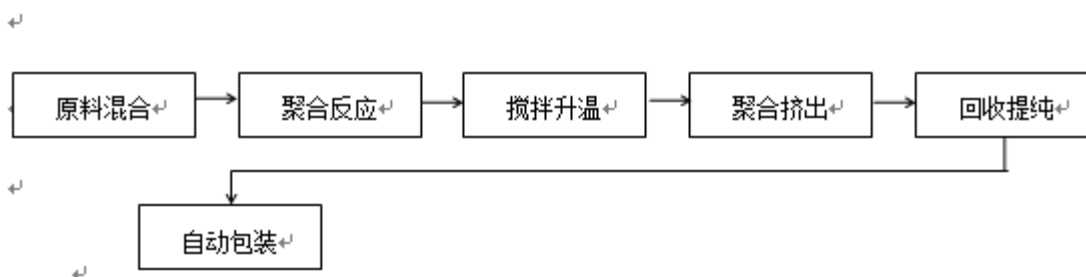 原料混合
聚合反应
搅拌升温
聚合挤出
回收提纯
自动包装